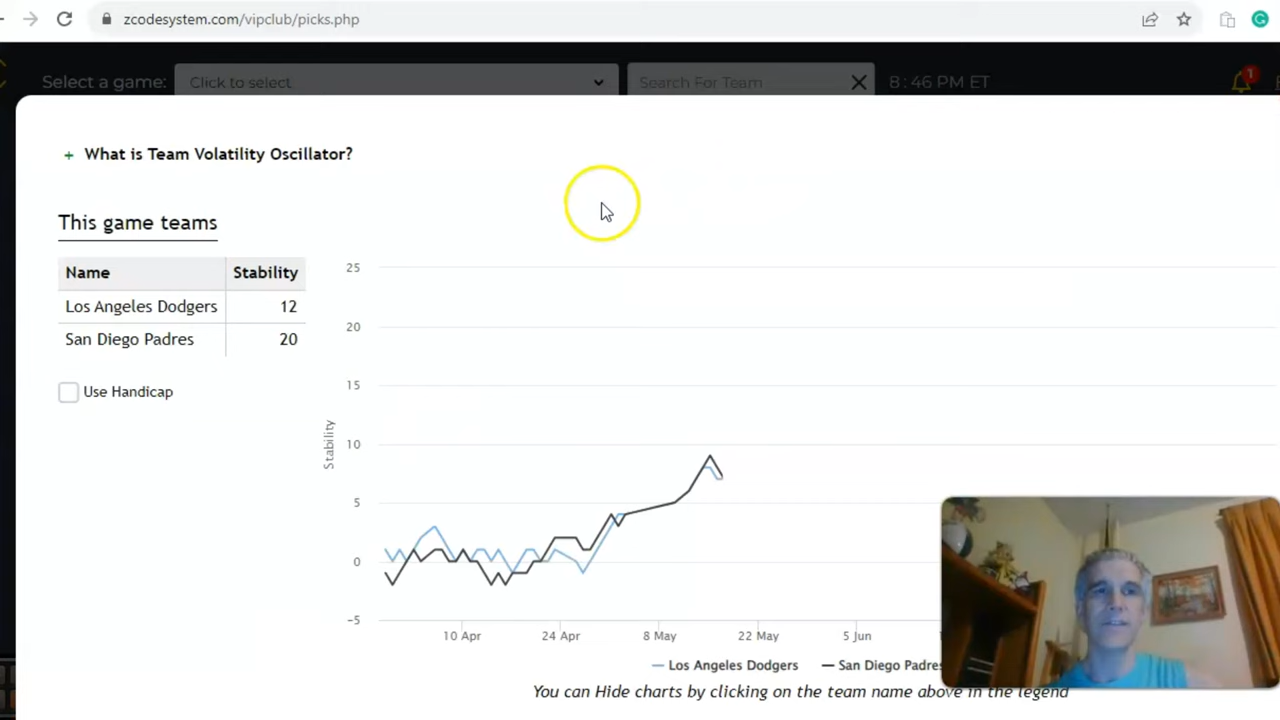 zcodesystem.com/vipclub/picks.php
Select a game: Click to select Search For Team 8:46 PM ET 1
+ What is Team Volatility Oscillator?
This game teams
Name Stability
Los Angeles Dodgers 12
San Diego Padres 20
Use Handicap
25
20
15
10
5
0
-5
Stability
10 Apr 24 Apr 8 May 22 May 5 Jun
Los Angeles Dodgers San Diego Padres
You can Hide charts by clicking on the team name above in the legend